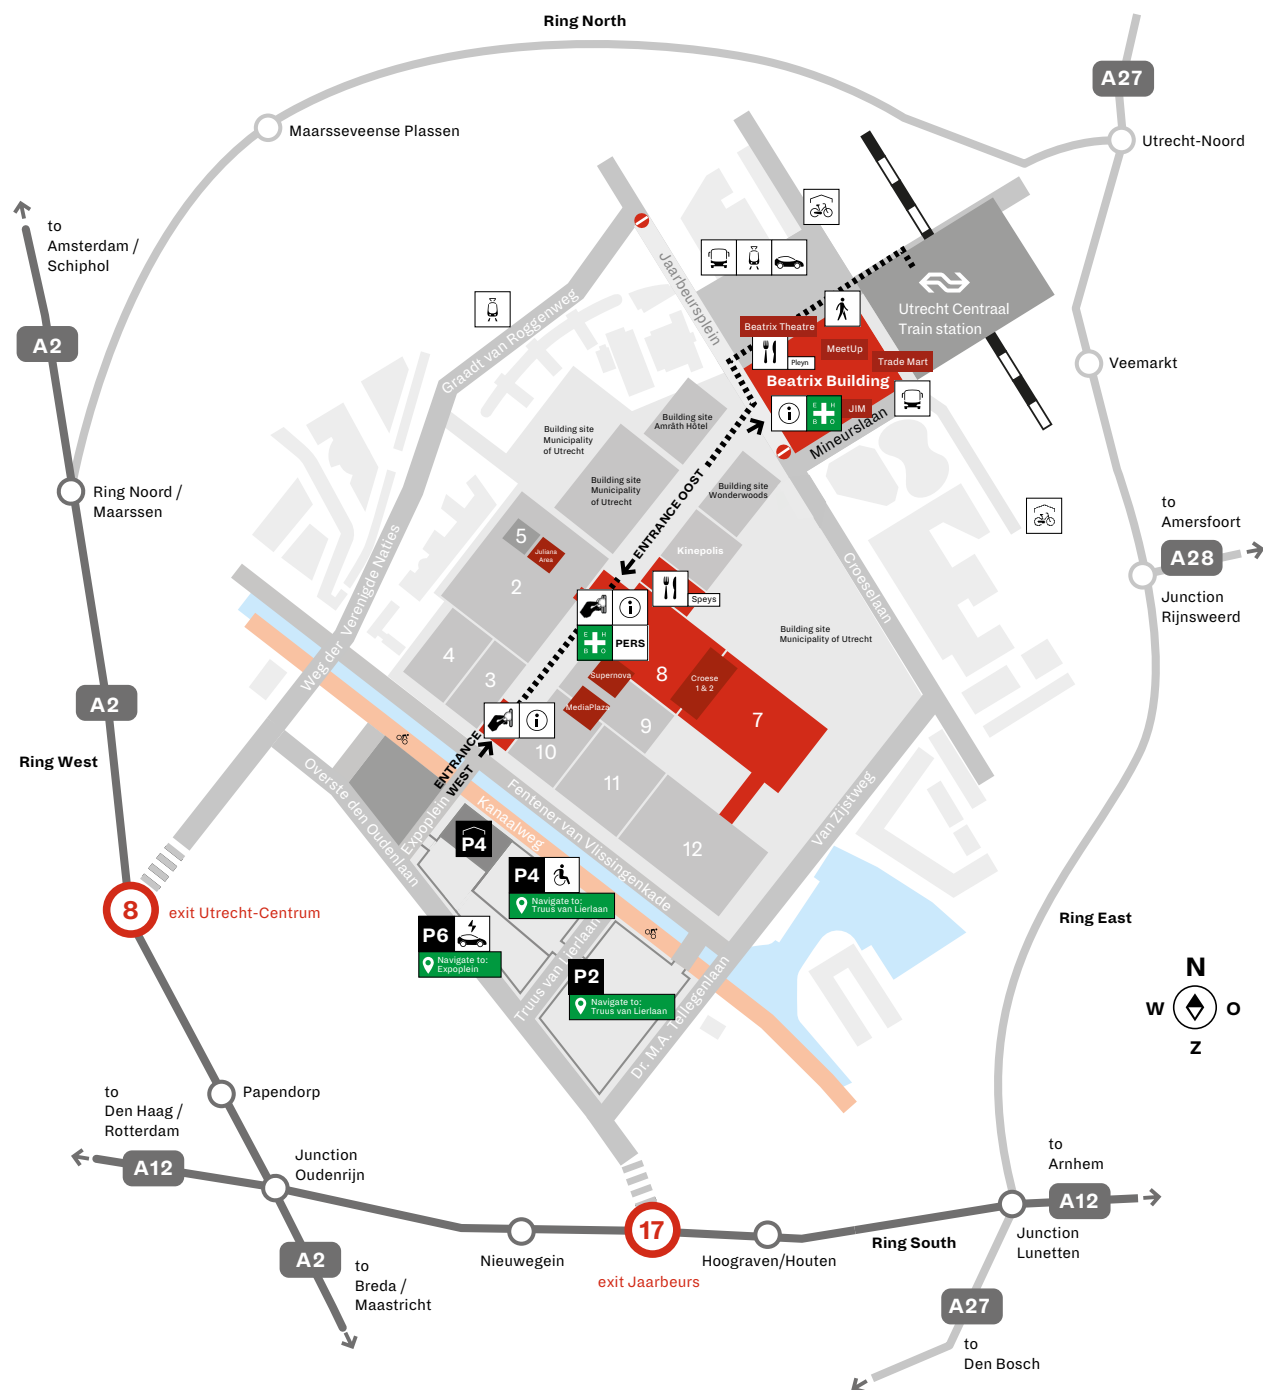 Ring North
A27
Maarsseveense Plassen
Utrecht-Noord
to
Amsterdam /
Schiphol
Jaarbeursplein
Utrecht Centraal
Train station
Graadt van Roggenweg
Beatrix Theatre
MeetUp
Pleyn
Trade Mart
A2
Veemarkt
Beatrix Building
E H
B O
JIM
Mineurslaan
Building site
Amrâth Hôtel
Building site
Municipality
of Utrecht
Building site
Municipality
of Utrecht
Building site
Wonderwoods
ENTRANCE OOST
Ring Noord /
Maarssen
to
Amersfoort
A28
5
Juliana
Area
Kinepolis
2
Speys
Croeselaan
Junction
Rijnsweerd
Weg der Verenigde Naties
E H
B O
PERS
Building site
Municipality of Utrecht
4
3
Supernova
8
Croese
1 & 2
MediaPlaza
7
9
10
A2
Ring West
ENTRANCE
WEST
11
12
Overste den Oudenlaan
Expoplein
Kanaalweg
Fentener van Vlissingenkade
Van Zijstweg
P4
P4
Navigate to:
Truus van Lierlaan
8
exit Utrecht-Centrum
Ring East
P6
Navigate to:
Expoplein
Truus van Lierlaan
P2
Navigate to:
Truus van Lierlaan
Dr. M.A. Tellegenlaan
N
W
O
Z
Papendorp
to
Den Haag /
Rotterdam
A12
Junction
Oudenrijn
to
Arnhem
A12
17
Nieuwegein
Hoograven/Houten
Ring South
Junction
Lunetten
exit Jaarbeurs
A2
to
Breda /
Maastricht
A27
to
Den Bosch